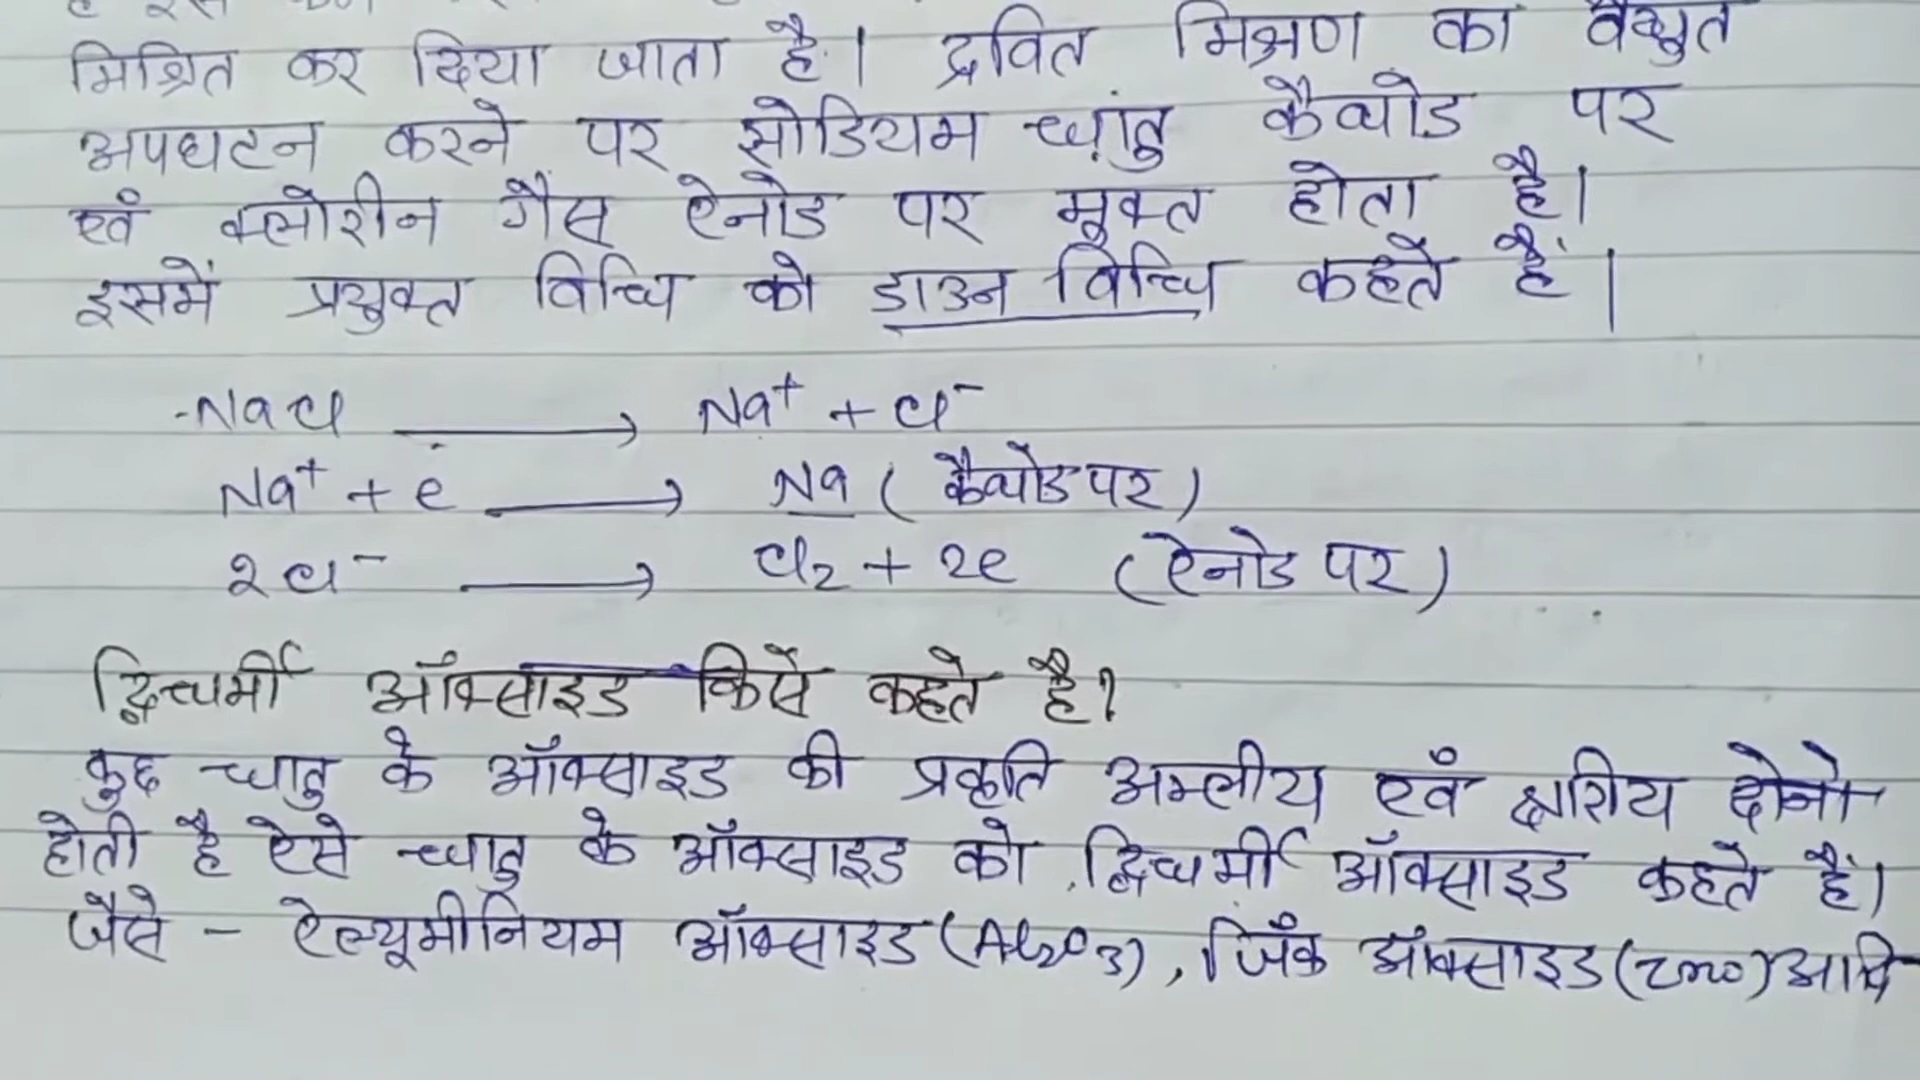 मिश्रित कर दिया जाता है। द्रवित मिश्रण का वैद्युत
अपघटन करने पर सोडियम धातु कैथोड पर
एवं क्लोरीन गैस ऐनोड पर मुक्त होता है।
इसमें प्रयुक्त विधि को डाउन विधि कहते हैं।
NaCl ⟶ Na⁺ + Cl⁻
Na⁺ + e⁻ ⟶ Na (कैथोड पर)
2Cl⁻ ⟶ Cl₂ + 2e (ऐनोड पर)
द्विधर्मी ऑक्साइड किसे कहते है?
कुछ धातु के ऑक्साइड की प्रकृति अम्लीय एवं क्षारिय दोनो
होती है ऐसे धातु के ऑक्साइड को द्विधर्मी ऑक्साइड कहते हैं।
जैसे - ऐल्यूमीनियम ऑक्साइड (Al₂O₃), जिंक ऑक्साइड (ZnO) आदि